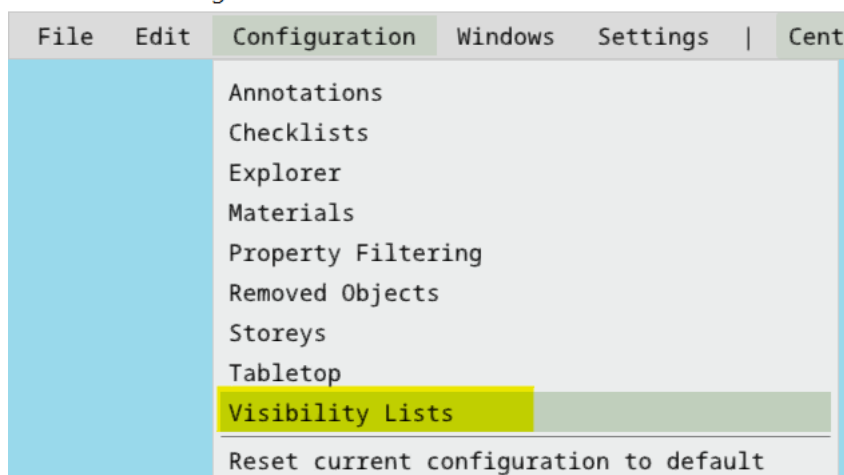 File Edit Configuration Windows Settings | Cent
Annotations
Checklists
Explorer
Materials
Property Filtering
Removed Objects
Storeys
Tabletop
Visibility Lists
Reset current configuration to default